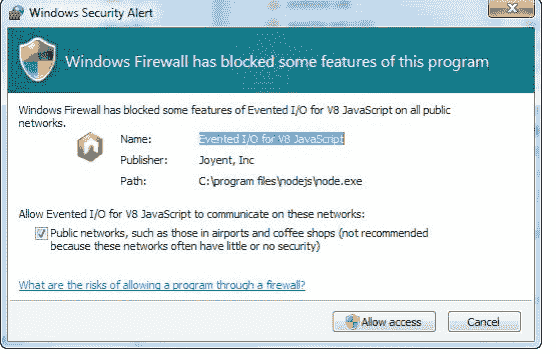 Windows Security Alert
Windows Firewall has blocked some features of this program
Windows Firewall has blocked some features of Evented I/O for V8 JavaScript on all public
networks.
Name: Evented I/O for V8 JavaScript
Publisher: Joyent, Inc
Path: C:\program files\nodejs\node.exe
Allow Evented I/O for V8 JavaScript to communicate on these networks:
Public networks, such as those in airports and coffee shops (not recommended
because these networks often have little or no security)
What are the risks of allowing a program through a firewall?
Allow access Cancel